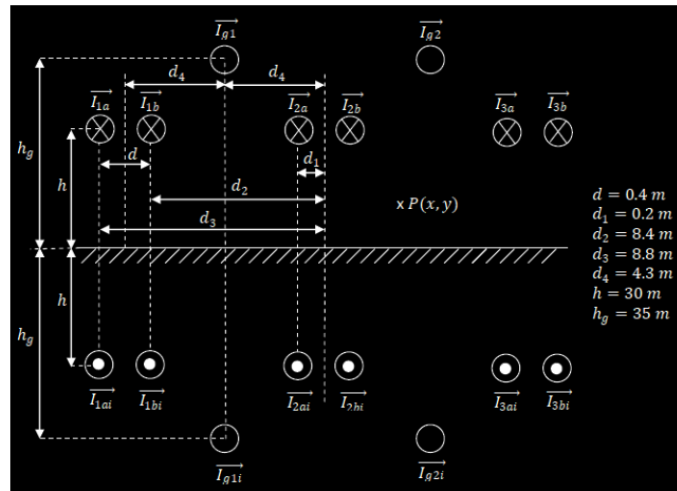 I_g1 I_g2
d_4 d_4
I_1a I_1b I_2a I_2b I_3a I_3b
h_g
d d_1
h
d_2
d_3
x P(x, y)
d = 0.4 m
d_1 = 0.2 m
d_2 = 8.4 m
d_3 = 8.8 m
d_4 = 4.3 m
h = 30 m
h_g = 35 m
h
h_g
I_1ai I_1bi I_2ai I_2bi I_3ai I_3bi
I_g1i I_g2i